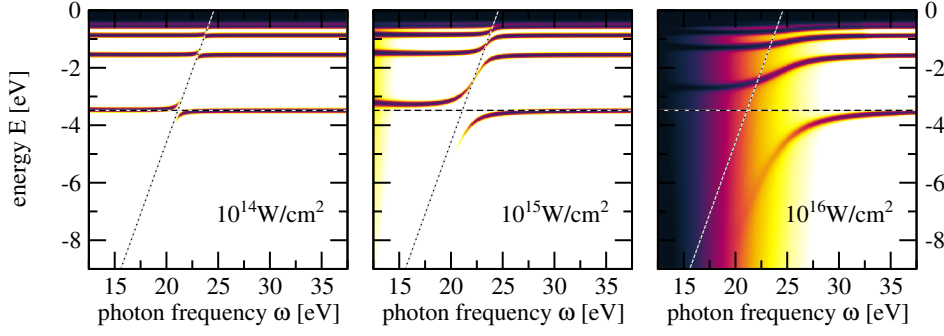 0 0
-2 -2
-4 -4
-6 -6
-8 -8
energy E [eV]
10¹⁴W/cm² 10¹⁵W/cm² 10¹⁶W/cm²
15 20 25 30 35 15 20 25 30 35 15 20 25 30 35
photon frequency ω [eV] photon frequency ω [eV] photon frequency ω [eV]